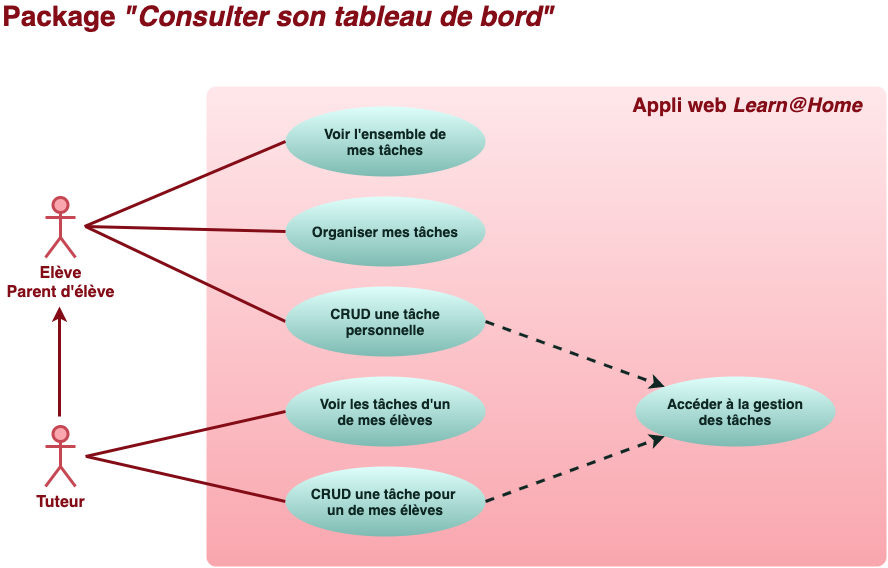 Package "Consulter son tableau de bord"
Appli web Learn@Home
Voir l'ensemble de
mes tâches
Organiser mes tâches
Elève
Parent d'élève
CRUD une tâche
personnelle
Voir les tâches d'un
de mes élèves
Accéder à la gestion
des tâches
Tuteur
CRUD une tâche pour
un de mes élèves